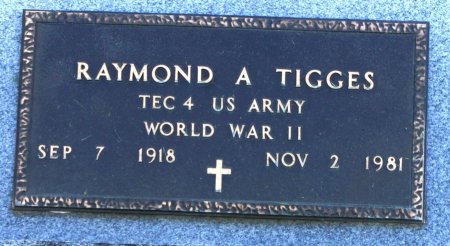 RAYMOND A TIGGES
TEC 4 US ARMY
WORLD WAR II
SEP 7 1918 NOV 2 1981